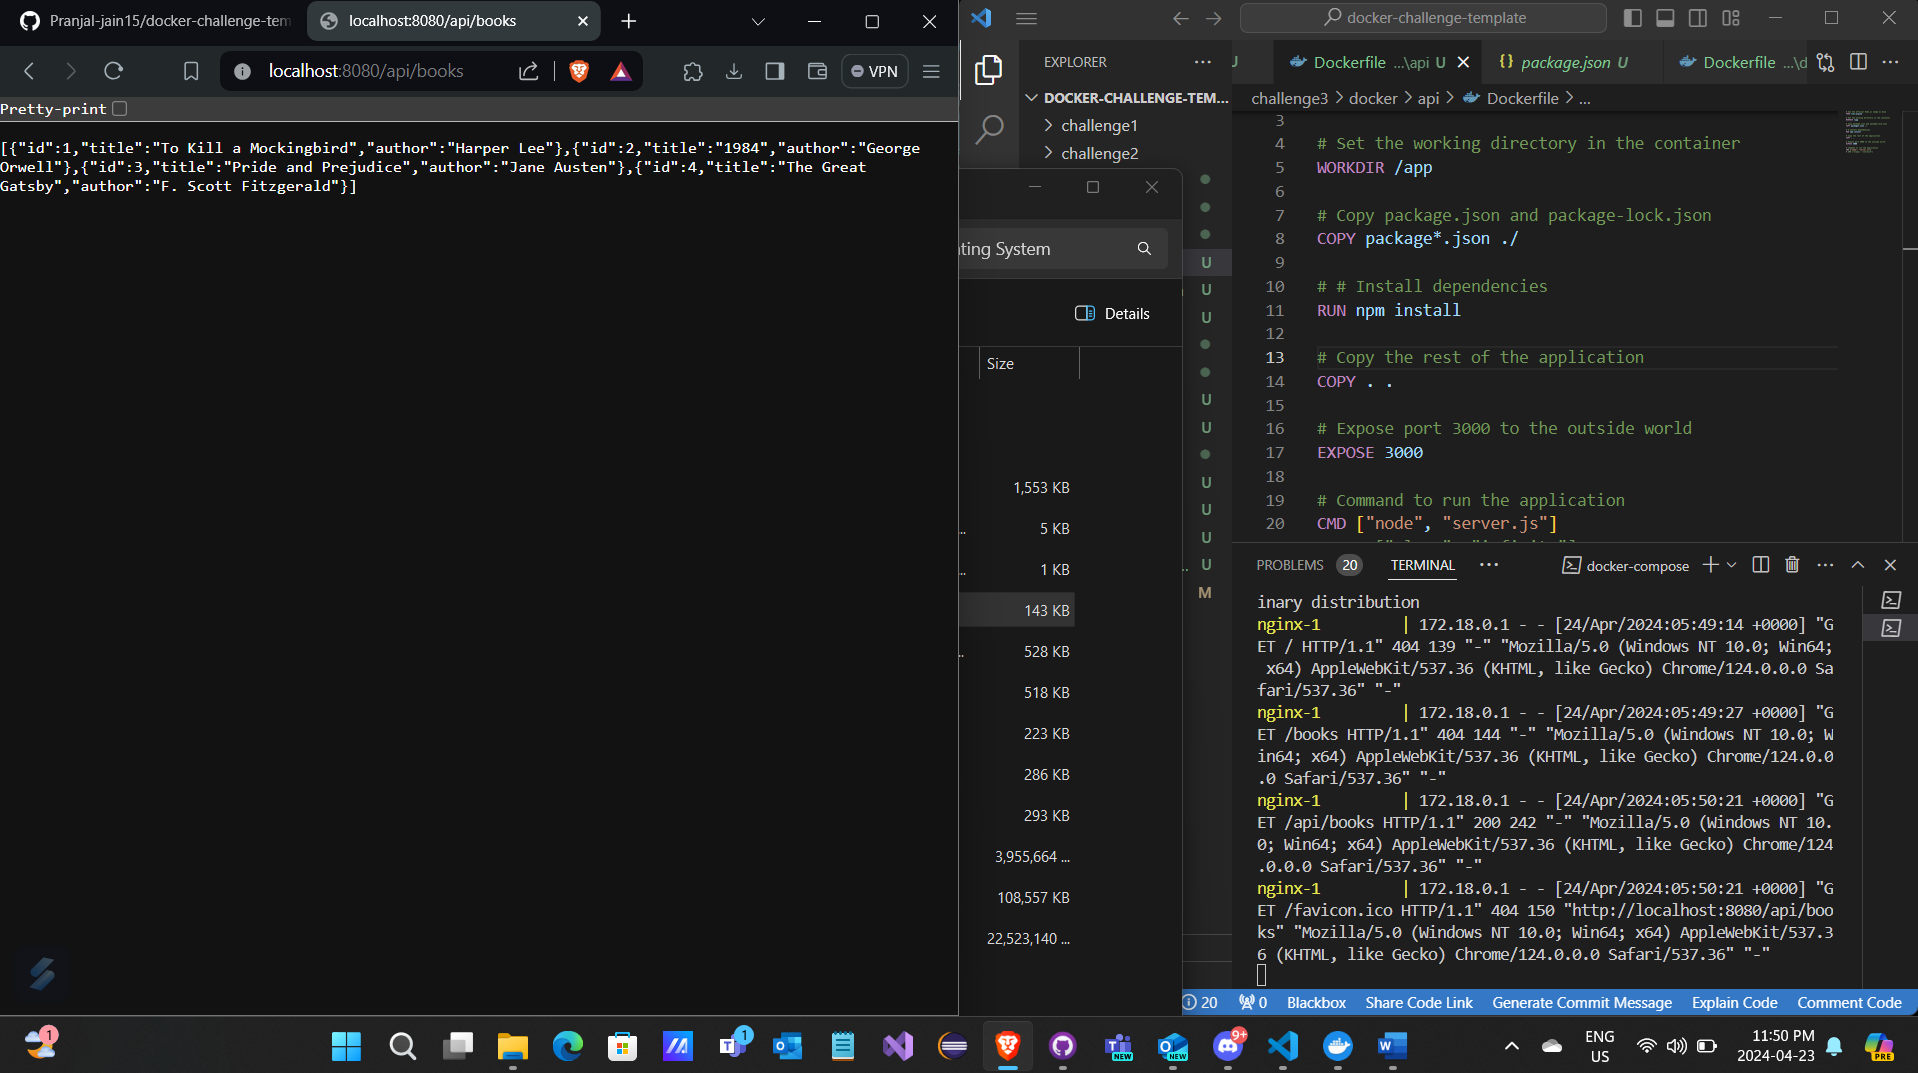 Pranjal-jain15/docker-challenge-tem
localhost:8080/api/books
localhost:8080/api/books
VPN
Pretty-print
[{"id":1,"title":"To Kill a Mockingbird","author":"Harper Lee"},{"id":2,"title":"1984","author":"George
Orwell"},{"id":3,"title":"Pride and Prejudice","author":"Jane Austen"},{"id":4,"title":"The Great
Gatsby","author":"F. Scott Fitzgerald"}]
ting System
Details
Size
1,553 KB
5 KB
1 KB
143 KB
528 KB
518 KB
223 KB
286 KB
293 KB
3,955,664 ...
108,557 KB
22,523,140 ...
docker-challenge-template
EXPLORER
DOCKER-CHALLENGE-TEM...
challenge1
challenge2
U
U
U
U
U
U
U
U
U
U
M
J
Dockerfile ...\api U
package.json U
Dockerfile ...\d
challenge3 > docker > api > Dockerfile > ...
3
4 # Set the working directory in the container
5 WORKDIR /app
6
7 # Copy package.json and package-lock.json
8 COPY package*.json ./
9
10 # # Install dependencies
11 RUN npm install
12
13 # Copy the rest of the application
14 COPY . .
15
16 # Expose port 3000 to the outside world
17 EXPOSE 3000
18
19 # Command to run the application
20 CMD ["node", "server.js"]
PROBLEMS 20 TERMINAL ...
docker-compose
inary distribution
nginx-1 | 172.18.0.1 - - [24/Apr/2024:05:49:14 +0000] "G
ET / HTTP/1.1" 404 139 "-" "Mozilla/5.0 (Windows NT 10.0; Win64;
x64) AppleWebKit/537.36 (KHTML, like Gecko) Chrome/124.0.0.0 Sa
fari/537.36" "-"
nginx-1 | 172.18.0.1 - - [24/Apr/2024:05:49:27 +0000] "G
ET /books HTTP/1.1" 404 144 "-" "Mozilla/5.0 (Windows NT 10.0; W
in64; x64) AppleWebKit/537.36 (KHTML, like Gecko) Chrome/124.0.0
.0 Safari/537.36" "-"
nginx-1 | 172.18.0.1 - - [24/Apr/2024:05:50:21 +0000] "G
ET /api/books HTTP/1.1" 200 242 "-" "Mozilla/5.0 (Windows NT 10.
0; Win64; x64) AppleWebKit/537.36 (KHTML, like Gecko) Chrome/124
.0.0.0 Safari/537.36" "-"
nginx-1 | 172.18.0.1 - - [24/Apr/2024:05:50:21 +0000] "G
ET /favicon.ico HTTP/1.1" 404 150 "http://localhost:8080/api/boo
ks" "Mozilla/5.0 (Windows NT 10.0; Win64; x64) AppleWebKit/537.3
6 (KHTML, like Gecko) Chrome/124.0.0.0 Safari/537.36" "-"
20 0 Blackbox Share Code Link Generate Commit Message Explain Code Comment Code
1
1
NEW
NEW
9+
ENG
US
11:50 PM
2024-04-23
PRE